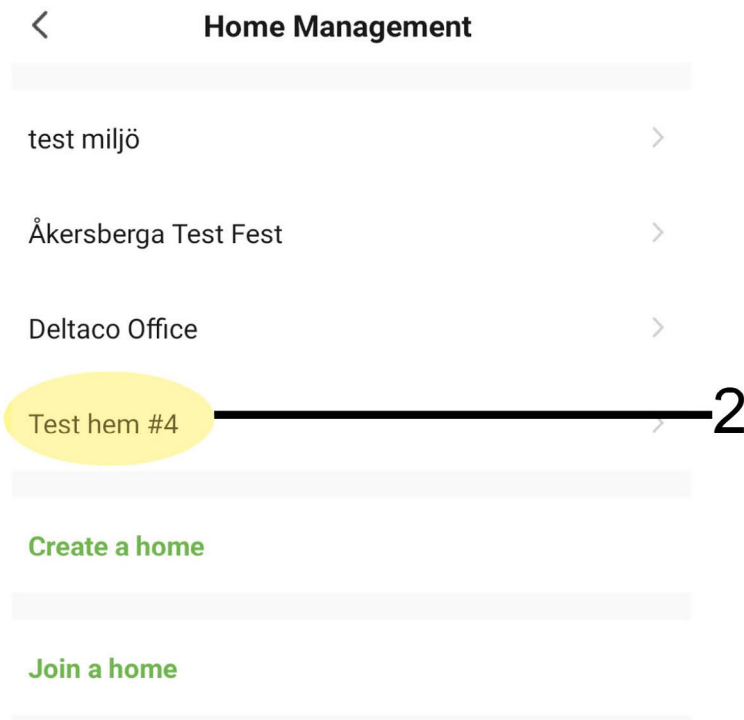 Home Management
test miljö
Åkersberga Test Fest
Deltaco Office
Test hem #4
2
Create a home
Join a home